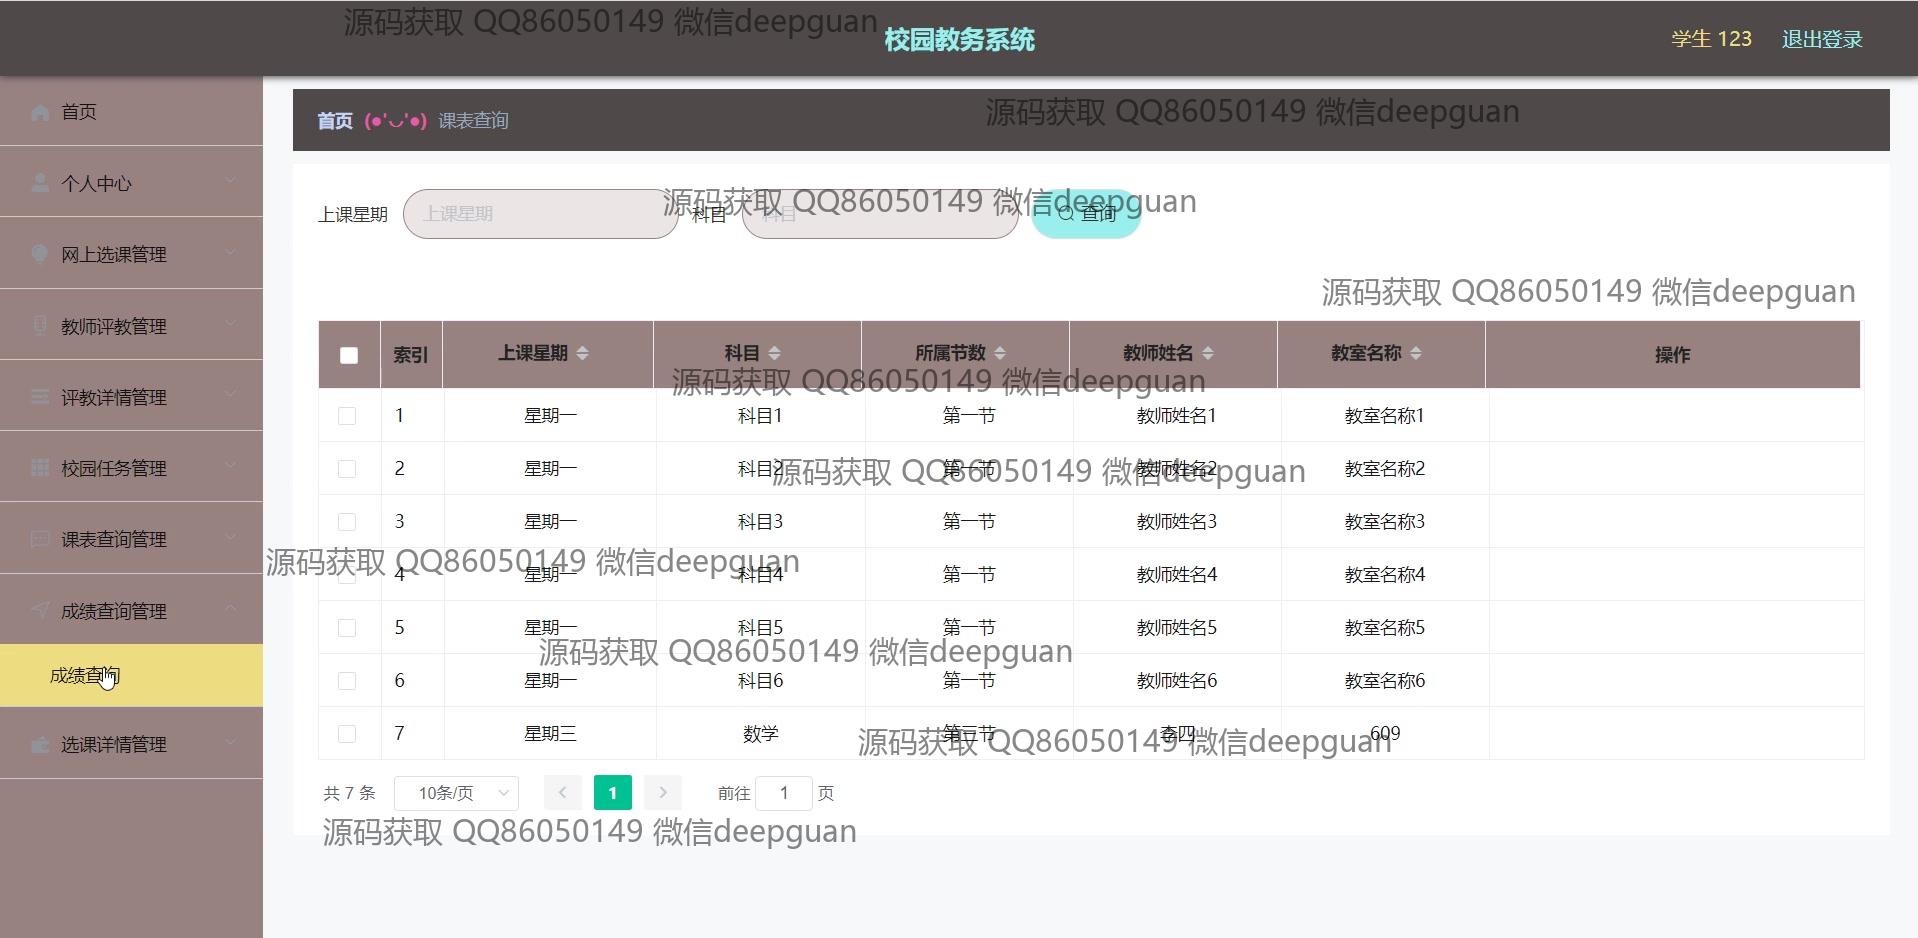 源码获取 QQ86050149 微信deepguan
校园教务系统
学生 123 退出登录
首页
个人中心
网上选课管理
教师评教管理
评教详情管理
校园任务管理
课表查询管理
成绩查询管理
成绩查询
选课详情管理
首页 (●'◡'●) 课表查询
源码获取 QQ86050149 微信deepguan
上课星期 上课星期 科目 科目 查询
源码获取 QQ86050149 微信deepguan
源码获取 QQ86050149 微信deepguan
索引 上课星期 科目 所属节数 教师姓名 教室名称 操作
源码获取 QQ86050149 微信deepguan
1 星期一 科目1 第一节 教师姓名1 教室名称1
2 星期一 科目2 第一节 教师姓名2 教室名称2
源码获取 QQ86050149 微信deepguan
3 星期一 科目3 第一节 教师姓名3 教室名称3
源码获取 QQ86050149 微信deepguan
4 星期一 科目4 第一节 教师姓名4 教室名称4
5 星期一 科目5 第一节 教师姓名5 教室名称5
源码获取 QQ86050149 微信deepguan
6 星期一 科目6 第一节 教师姓名6 教室名称6
7 星期三 数学 第三节 李四 609
源码获取 QQ86050149 微信deepguan
共 7 条 10条/页 1 前往 1 页
源码获取 QQ86050149 微信deepguan